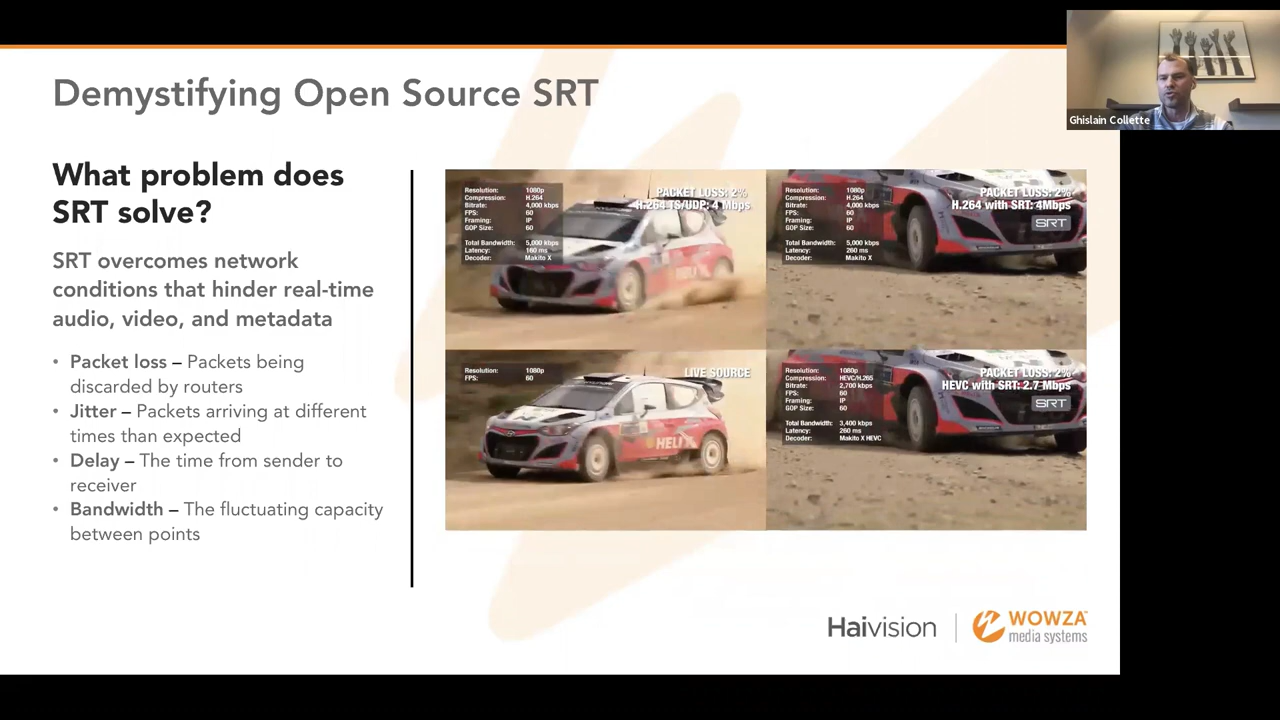 Demystifying Open Source SRT
Ghislain Collette
What problem does
SRT solve?
SRT overcomes network
conditions that hinder real-time
audio, video, and metadata
• Packet loss – Packets being
discarded by routers
• Jitter – Packets arriving at different
times than expected
• Delay – The time from sender to
receiver
• Bandwidth – The fluctuating capacity
between points
Resolution: 1080p
Compression: H.264
Bitrate: 4,000 kbps
FPS: 60
Framing: IP
GOP Size: 60
Total Bandwidth: 5,000 kbps
Latency: 160 ms
Decoder: Makito X
PACKET LOSS: 2%
H.264 TS/UDP: 4 Mbps
Resolution: 1080p
Compression: H.264
Bitrate: 4,000 kbps
FPS: 60
Framing: IP
GOP Size: 60
Total Bandwidth: 5,000 kbps
Latency: 260 ms
Decoder: Makito X
PACKET LOSS: 2%
H.264 with SRT: 4Mbps
SRT
Resolution: 1080p
FPS: 60
LIVE SOURCE
HELIX
Resolution: 1080p
Compression: HEVC/H.265
Bitrate: 2,700 kbps
FPS: 60
Framing: IP
GOP Size: 60
Total Bandwidth: 3,400 kbps
Latency: 260 ms
Decoder: Makito X HEVC
PACKET LOSS: 2%
HEVC with SRT: 2.7 Mbps
SRT
Haivision
WOWZA
media systems